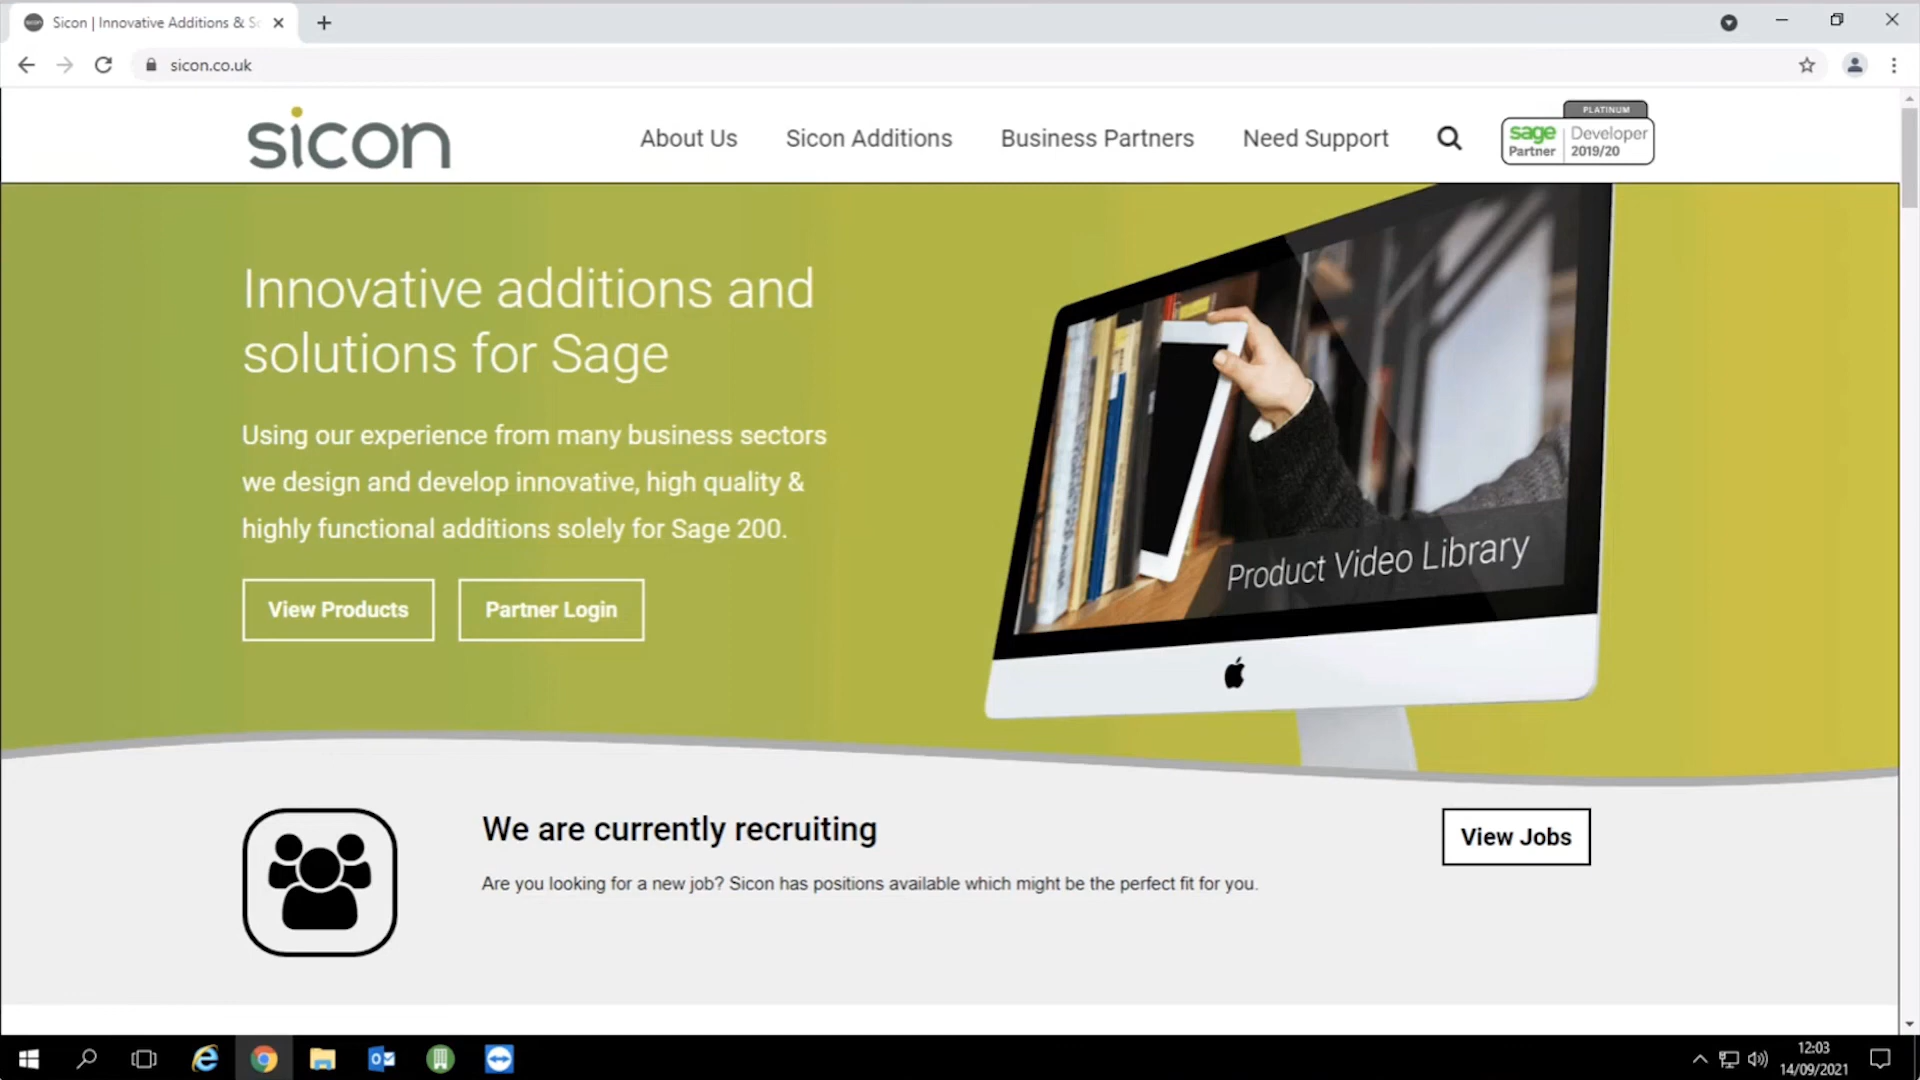 Sicon | Innovative Additions & S
sicon.co.uk
sicon
About Us
Sicon Additions
Business Partners
Need Support
PLATINUM
sage
Partner
Developer
2019/20
Innovative additions and
solutions for Sage
Using our experience from many business sectors
we design and develop innovative, high quality &
highly functional additions solely for Sage 200.
View Products
Partner Login
Product Video Library
We are currently recruiting
Are you looking for a new job? Sicon has positions available which might be the perfect fit for you.
View Jobs
12:03
14/09/2021